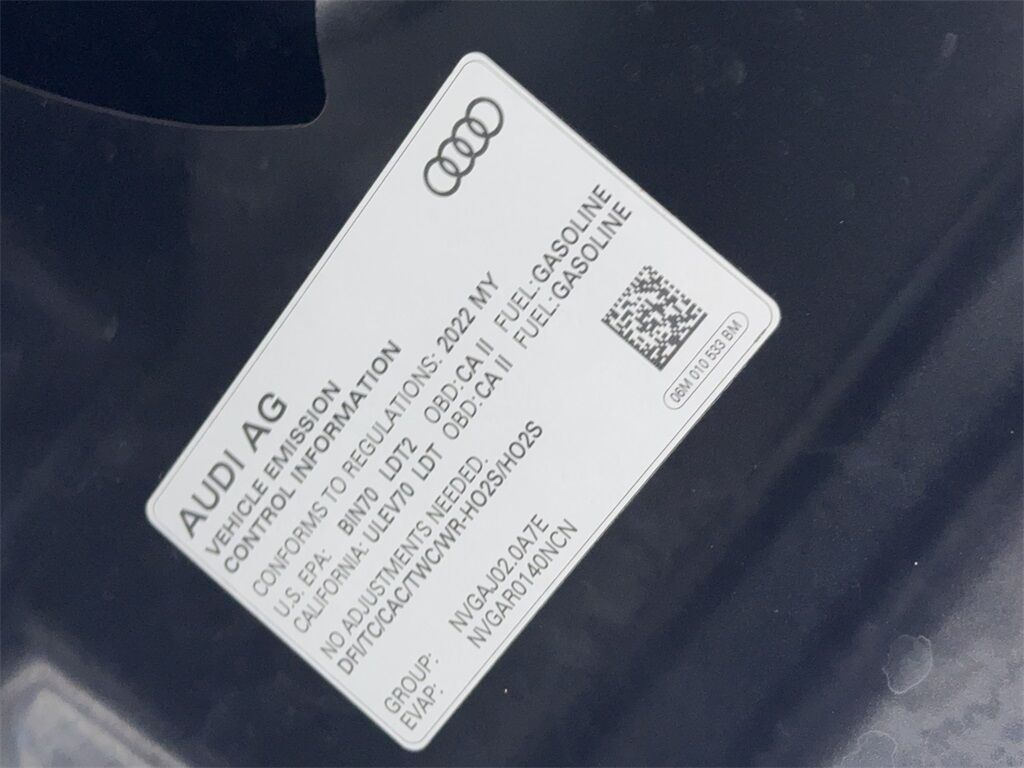 AUDI AG
VEHICLE EMISSION
CONTROL INFORMATION
CONFORMS TO REGULATIONS: 2022 MY
U.S. EPA: BIN70 LDT2 OBD: CA II FUEL: GASOLINE
CALIFORNIA: ULEV70 LDT OBD: CA II FUEL: GASOLINE
NO ADJUSTMENTS NEEDED.
DFI/TC/CAC/TWC/WR-HO2S/HO2S
GROUP: NVGAJ02.0A7E
EVAP: NVGAR0140NCN
06M 010 533 BM